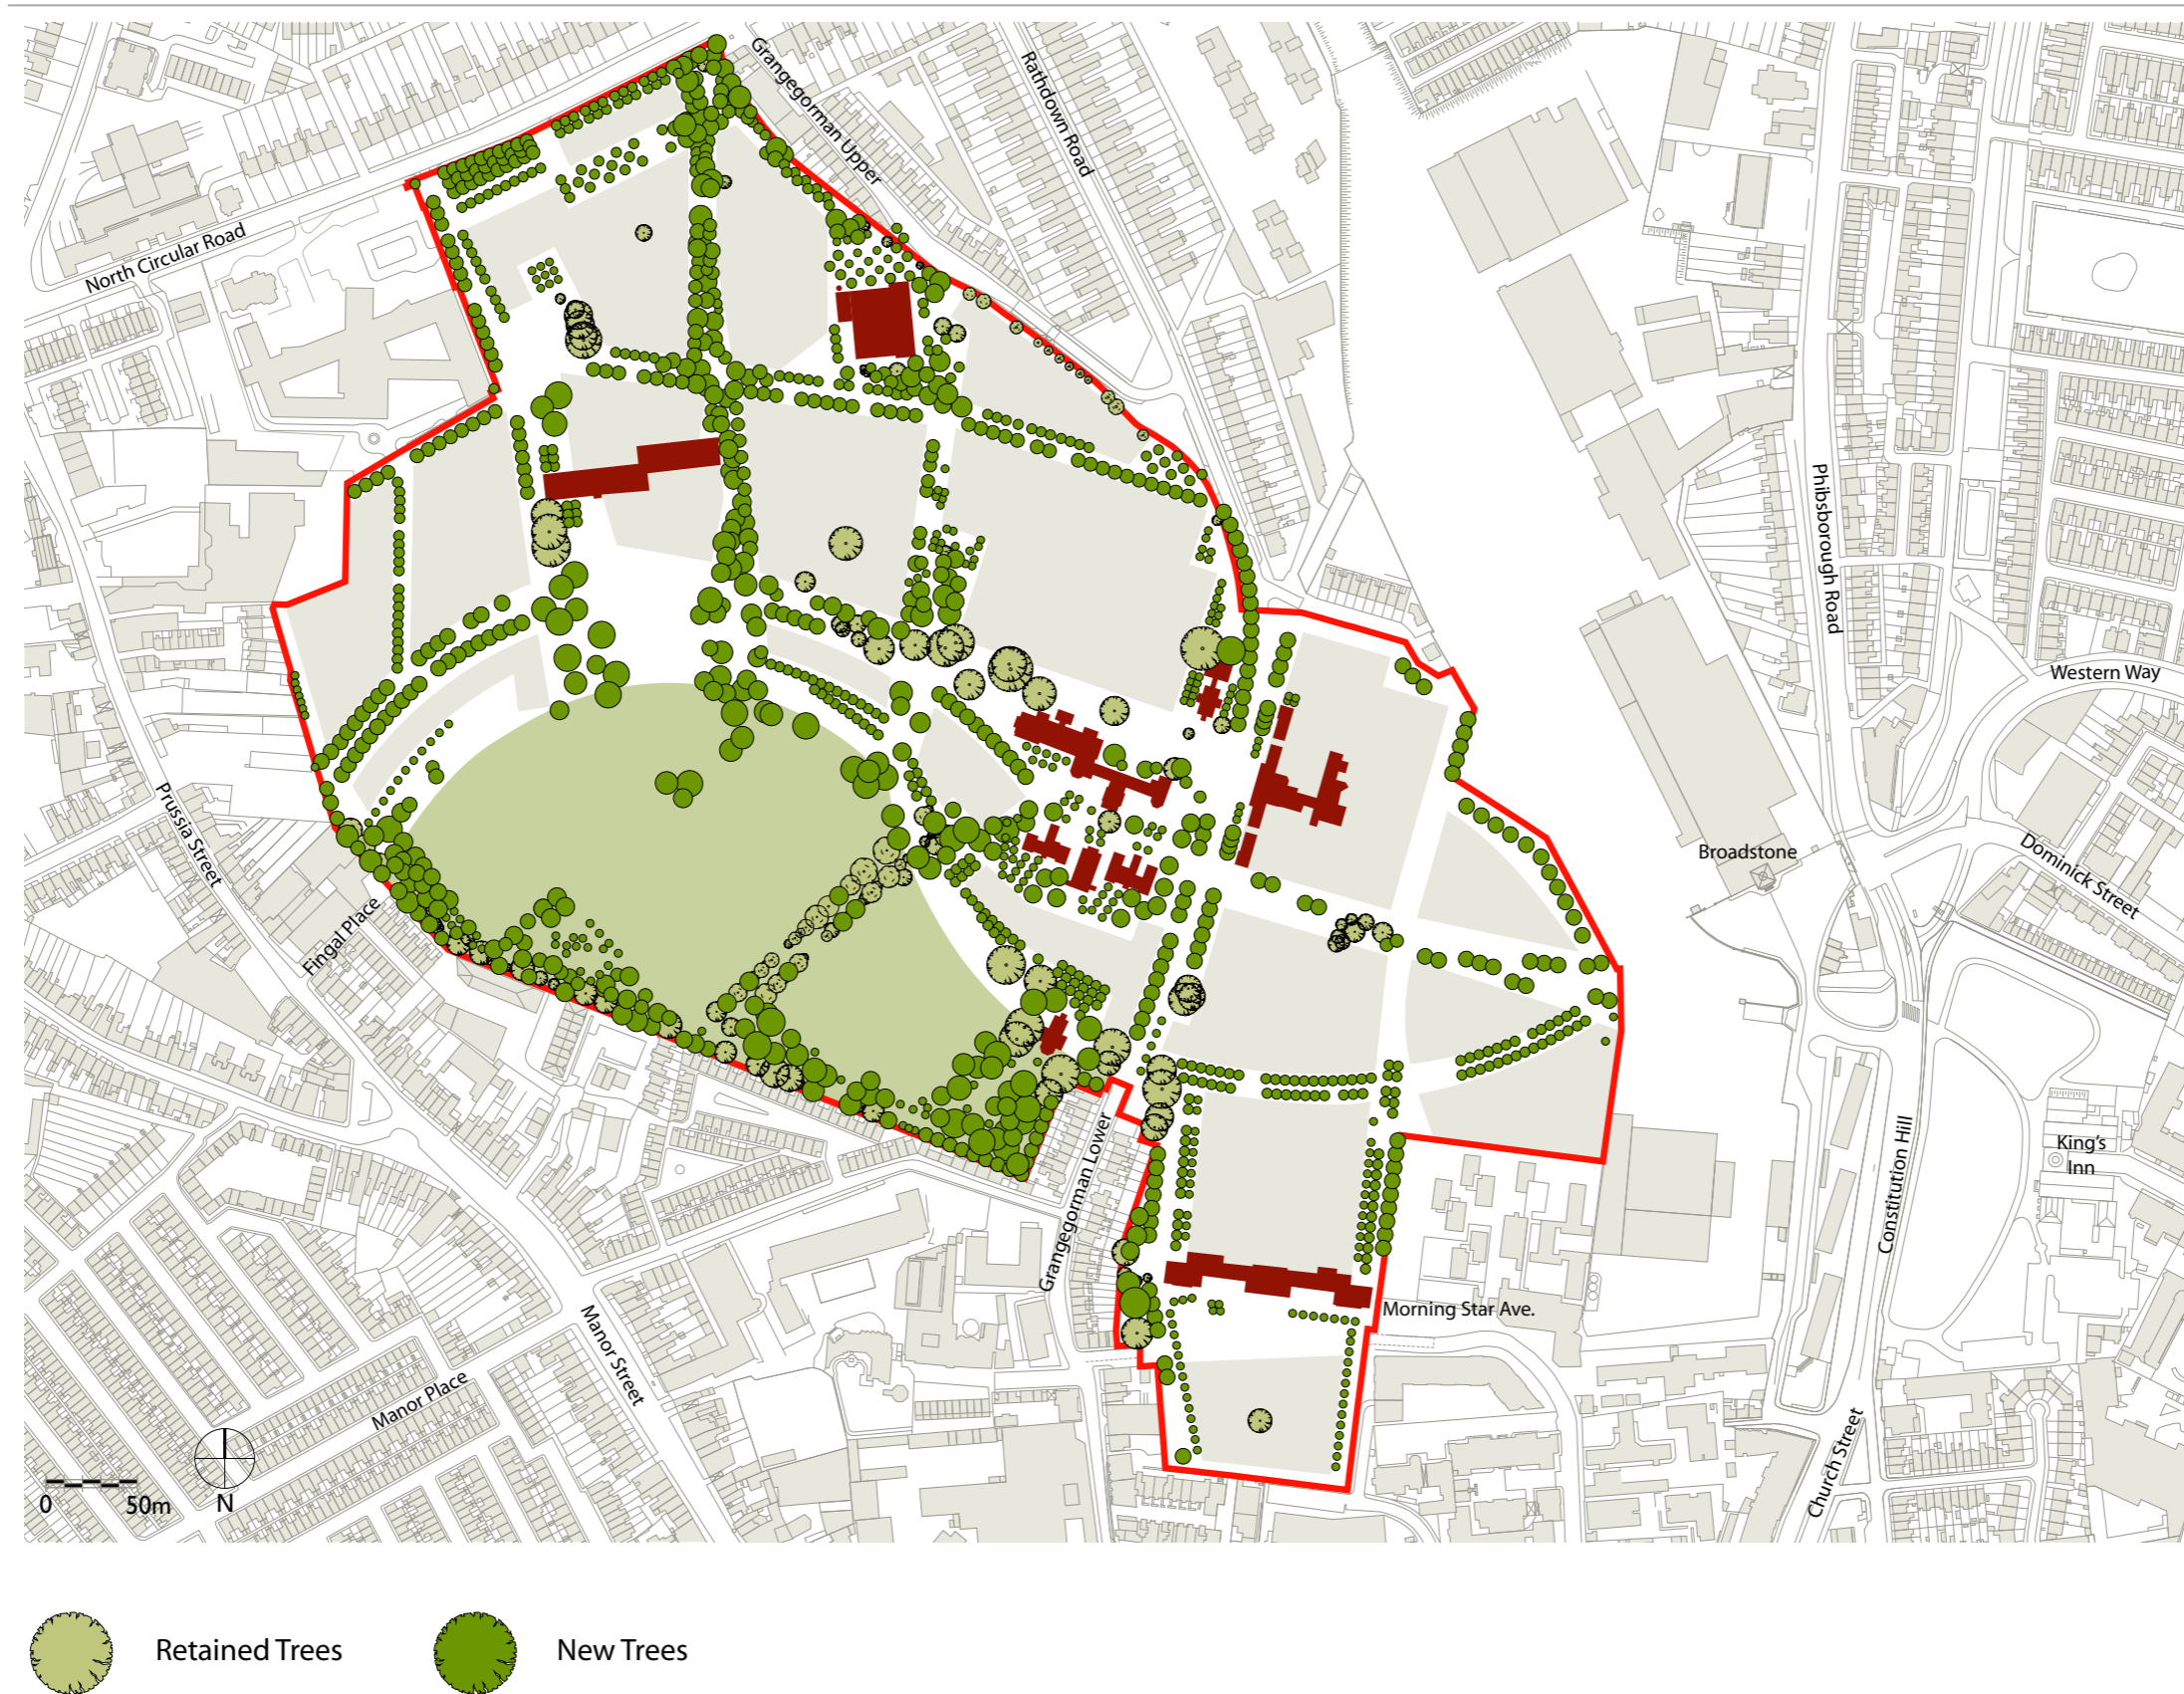 Grangegorman Upper
Rathdown Road
North Circular Road
Phibsborough Road
Western Way
Prussia Street
Broadstone
Dominick Street
Fingal Place
Grangegorman Lower
Constitution Hill
King's
Inn
Morning Star Ave.
Manor Street
Manor Place
Church Street
0
50m
N
Retained Trees
New Trees